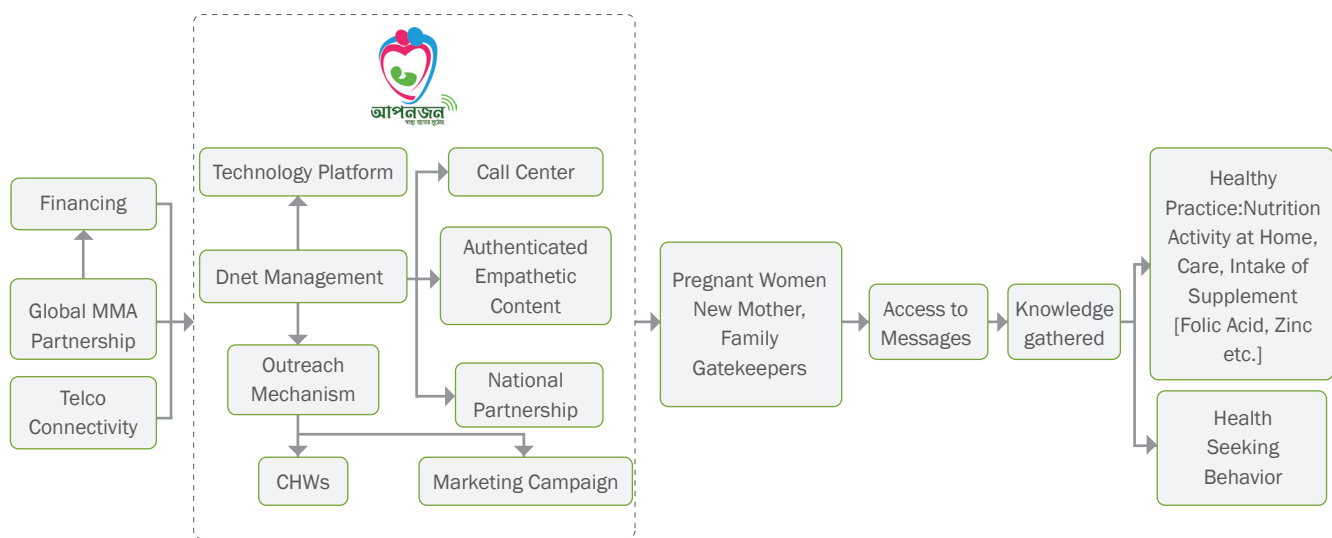 আপনজন
স্বাস্থ্য হাতের মুঠোয়
Financing
Global MMA
Partnership
Telco
Connectivity
Technology Platform
Dnet Management
Outreach
Mechanism
CHWs
Marketing Campaign
Call Center
Authenticated
Empathetic
Content
National
Partnership
Pregnant Women
New Mother,
Family
Gatekeepers
Access to
Messages
Knowledge
gathered
Healthy
Practice:Nutrition
Activity at Home,
Care, Intake of
Supplement
[Folic Acid, Zinc
etc.]
Health
Seeking
Behavior